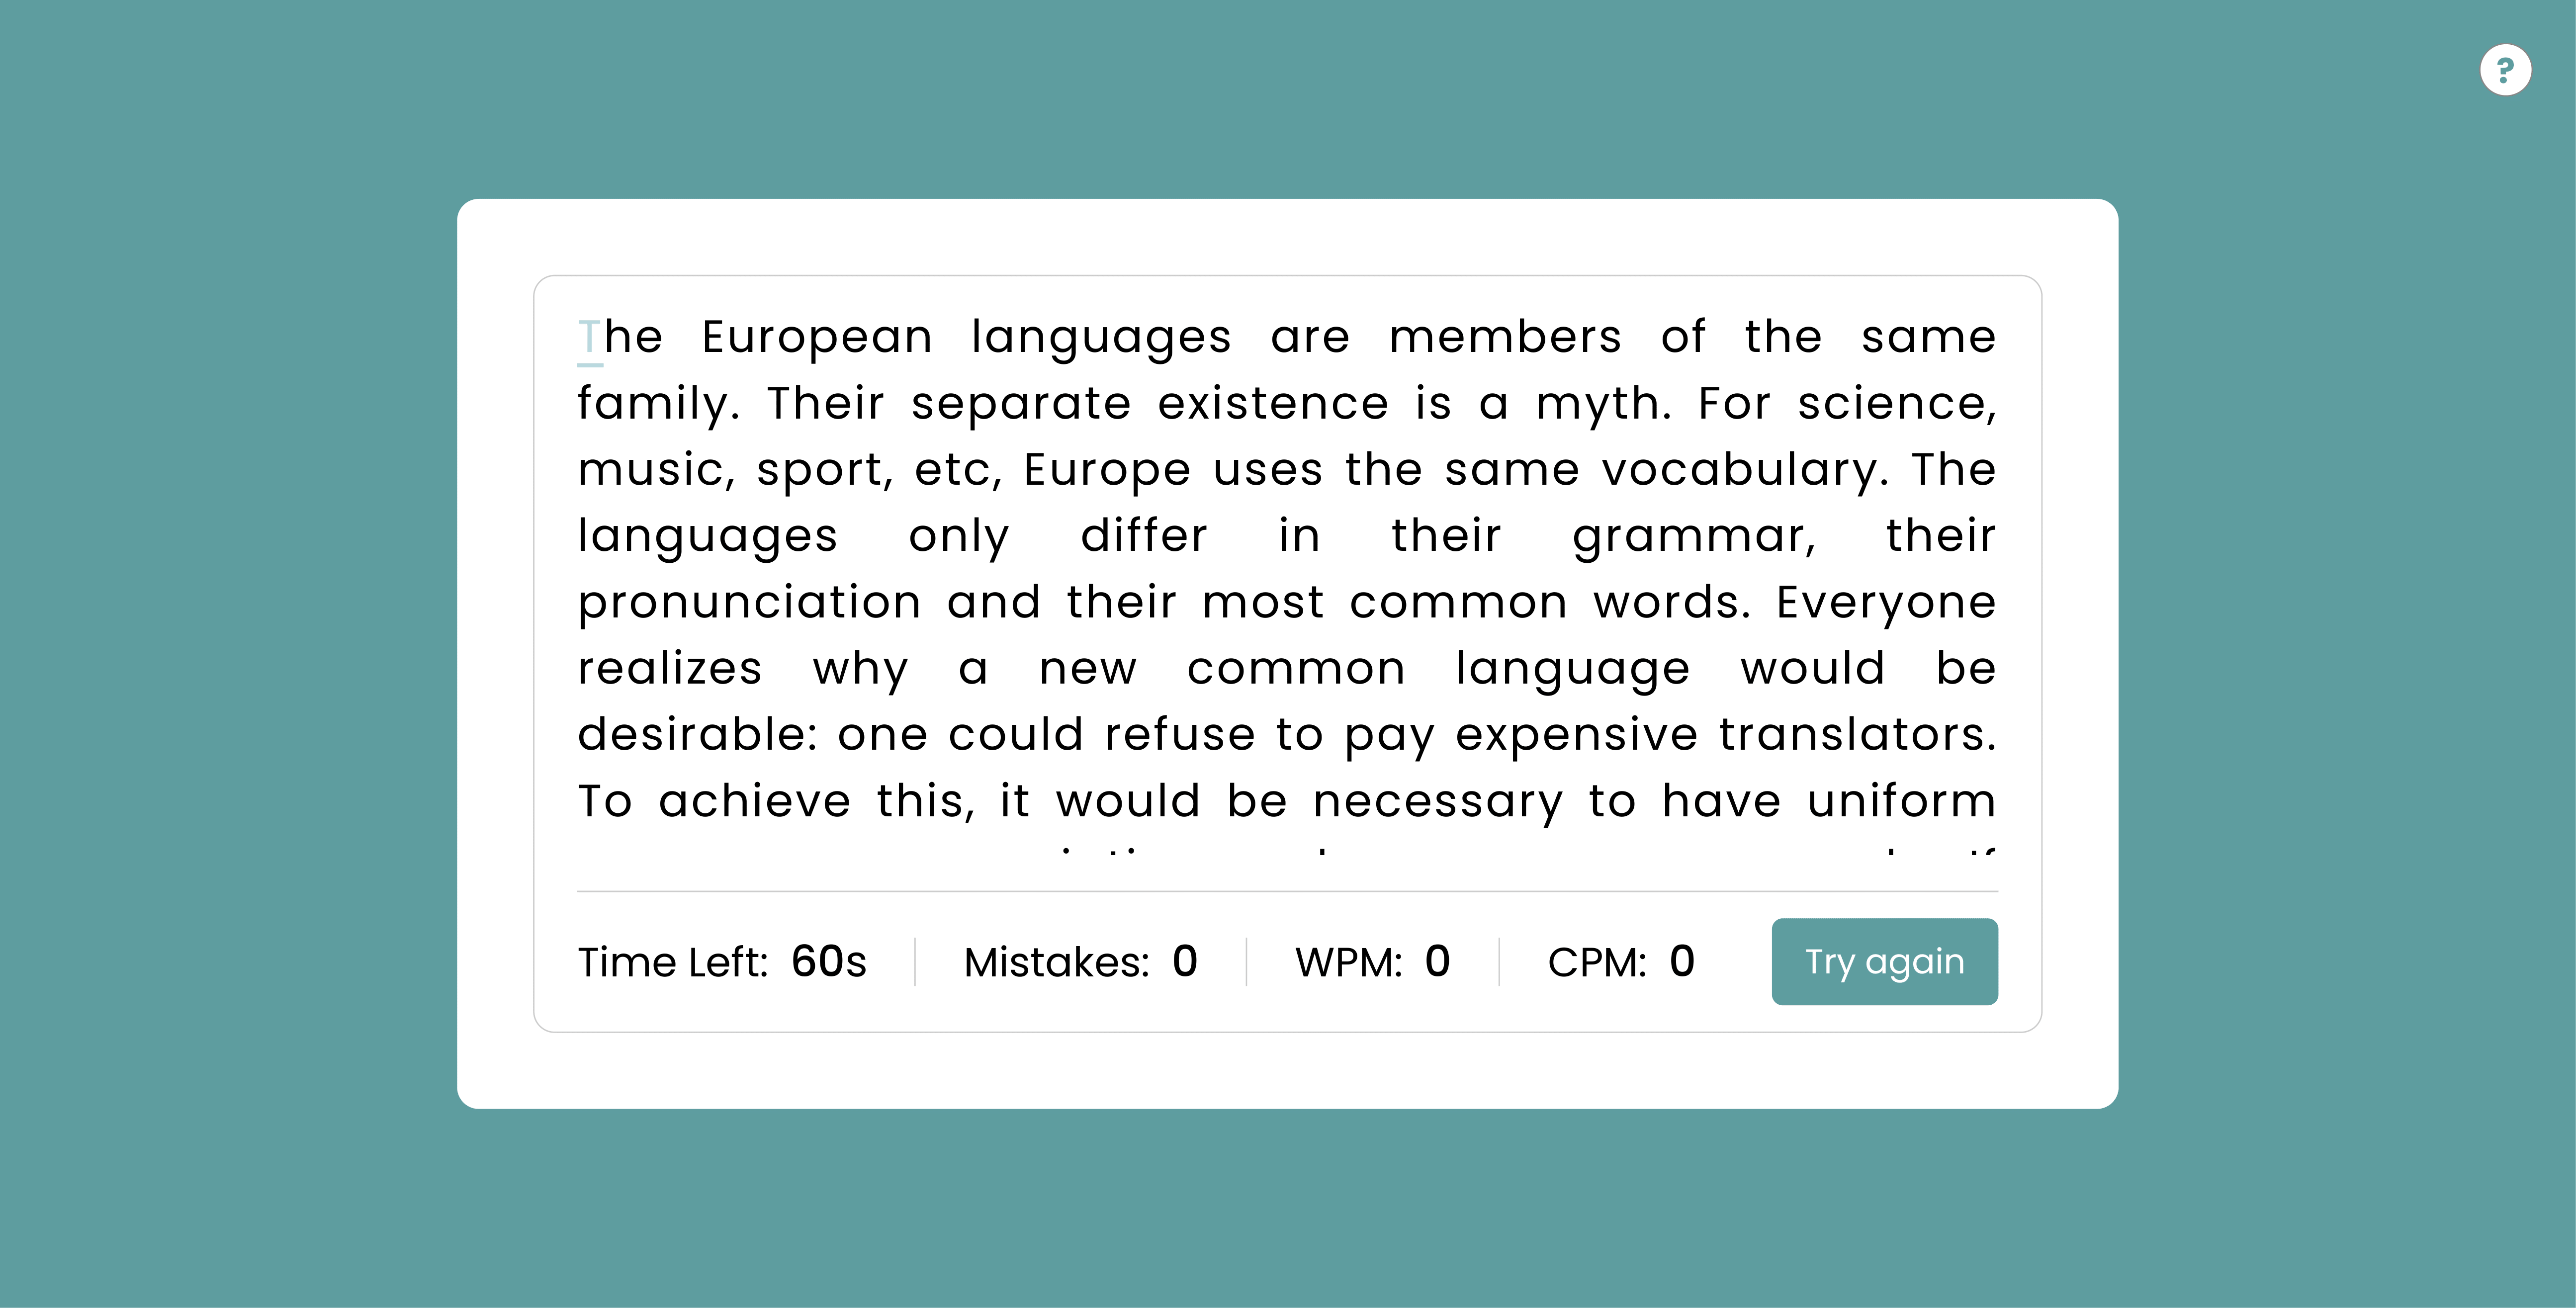 ?
The European languages are members of the same
family. Their separate existence is a myth. For science,
music, sport, etc, Europe uses the same vocabulary. The
languages only differ in their grammar, their
pronunciation and their most common words. Everyone
realizes why a new common language would be
desirable: one could refuse to pay expensive translators.
To achieve this, it would be necessary to have uniform
Time Left: 60s Mistakes: 0 WPM: 0 CPM: 0 Try again